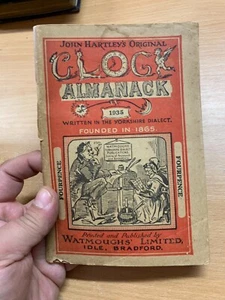 JOHN HARTLEY'S ORIGINAL
CLOCK
ALMANACK
1935
WRITTEN IN THE YORKSHIRE DIALECT.
FOUNDED IN 1865.
FOURPENCE
FOURPENCE
Printed and Published by
WATMOUGHS' LIMITED,
IDLE, BRADFORD.